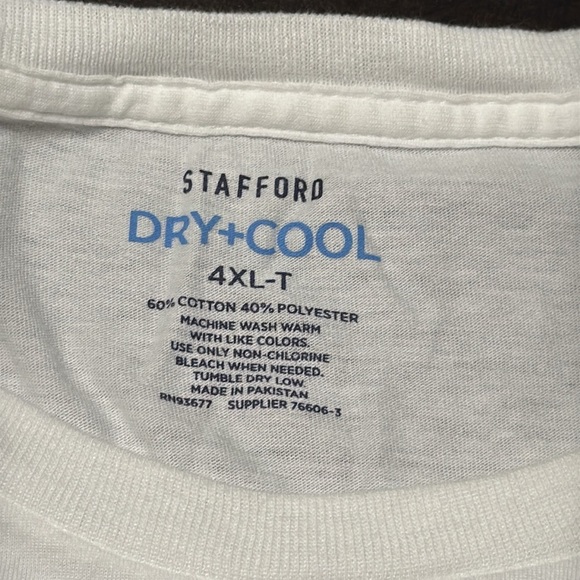 STAFFORD
DRY+COOL
4XL-T
60% COTTON 40% POLYESTER
MACHINE WASH WARM
WITH LIKE COLORS.
USE ONLY NON-CHLORINE
BLEACH WHEN NEEDED.
TUMBLE DRY LOW.
MADE IN PAKISTAN
RN93677 SUPPLIER 76606-3